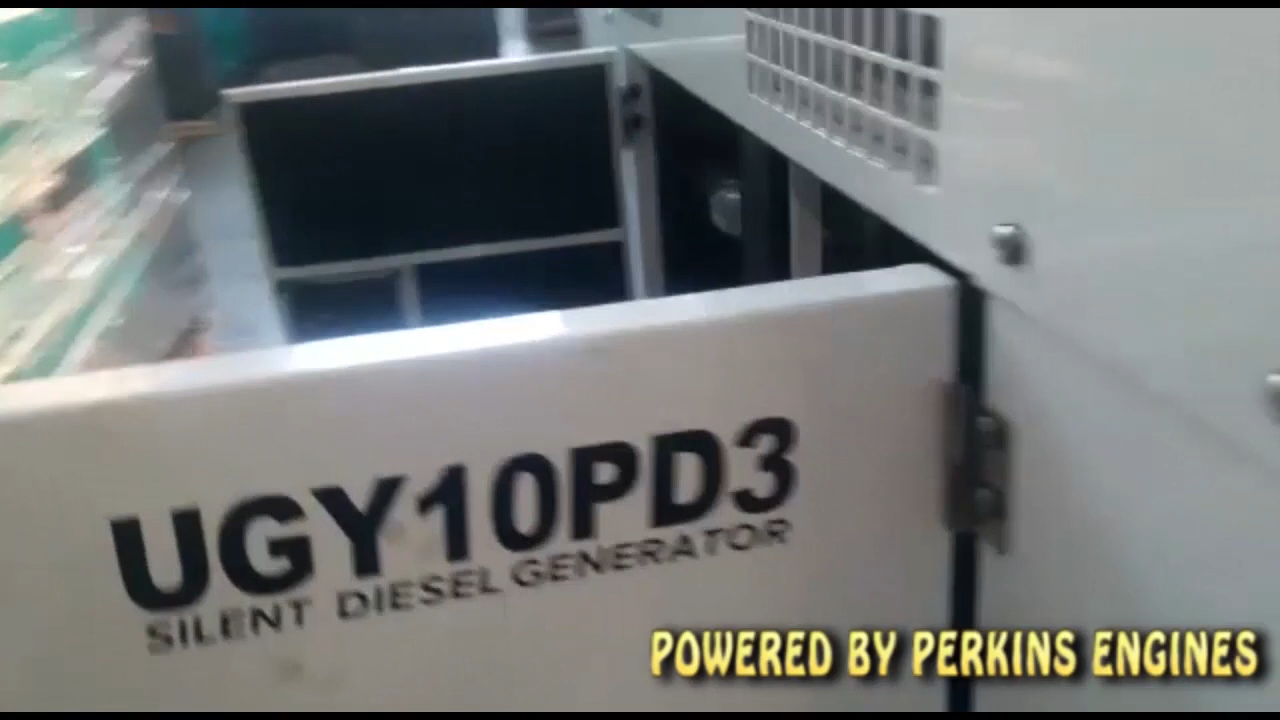 UGY10PD3
SILENT DIESEL GENERATOR
POWERED BY PERKINS ENGINES